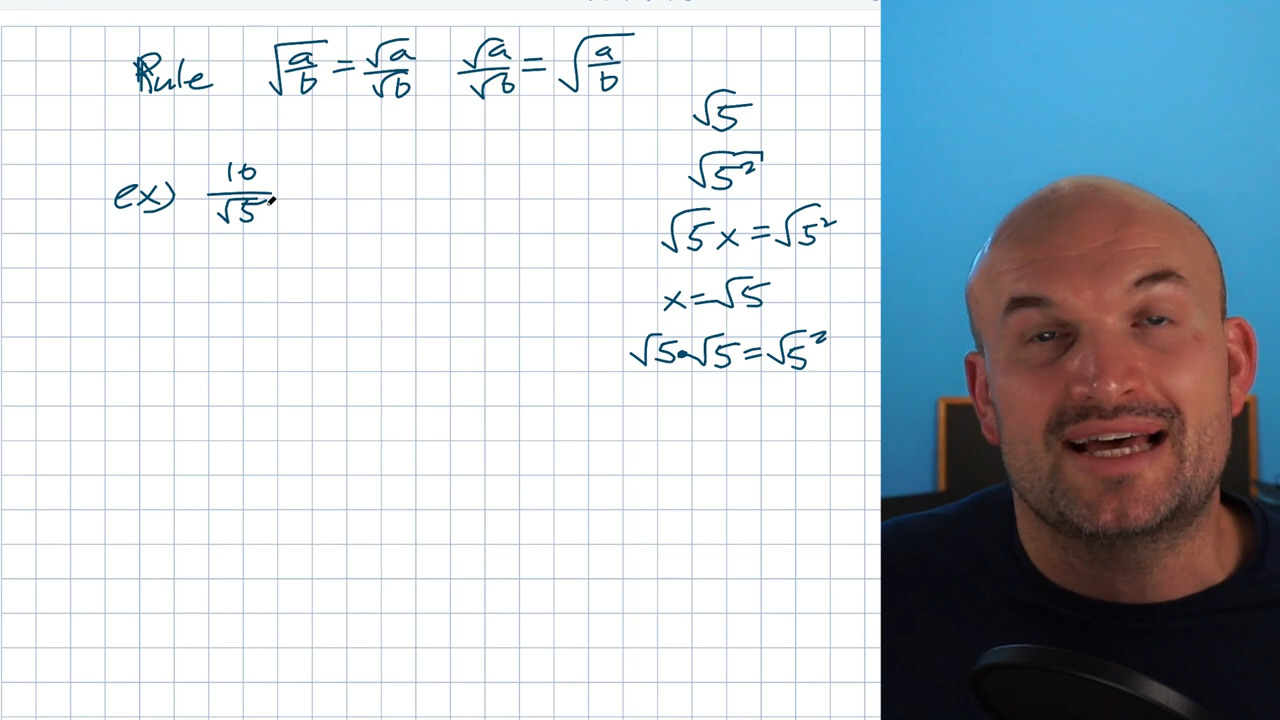 Rule √a/b = √a/√b √a/√b = √a/b
√5
√5²
ex) 10/√5
√5 x = √5²
x = √5
√5 • √5 = √5²